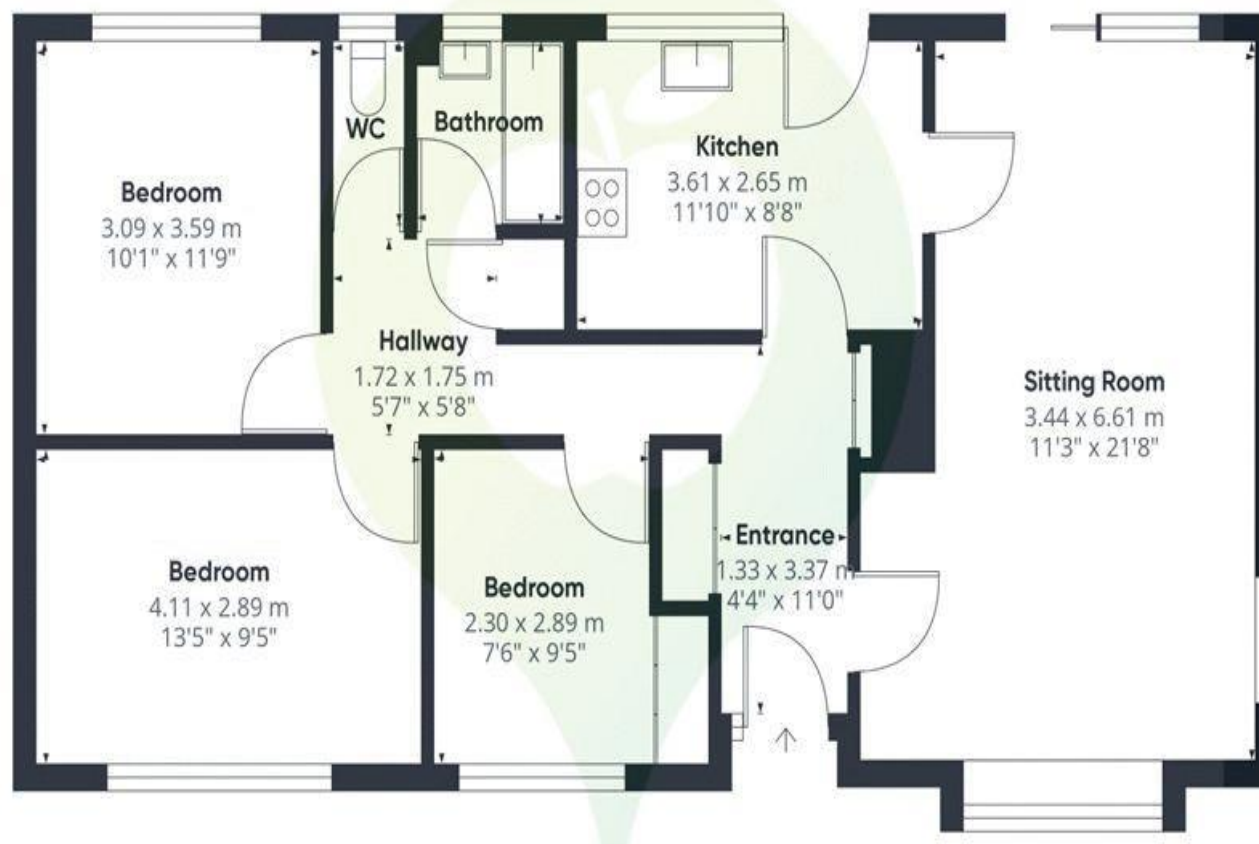 WC
Bathroom
Kitchen
3.61 x 2.65 m
11'10" x 8'8"
Bedroom
3.09 x 3.59 m
10'1" x 11'9"
Hallway
1.72 x 1.75 m
5'7" x 5'8"
Sitting Room
3.44 x 6.61 m
11'3" x 21'8"
Bedroom
4.11 x 2.89 m
13'5" x 9'5"
Bedroom
2.30 x 2.89 m
7'6" x 9'5"
Entrance
1.33 x 3.37 m
4'4" x 11'0"